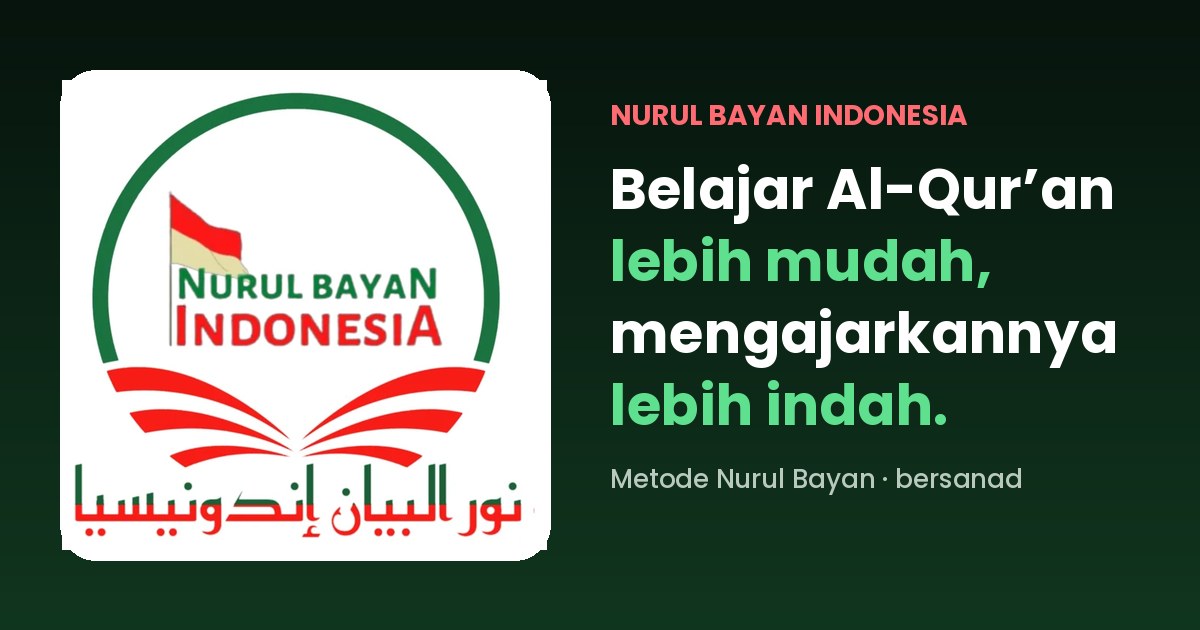 NURUL BAYAN
INDONESIA
نور البيان إندونيسيا
NURUL BAYAN INDONESIA
Belajar Al-Qur’an
lebih mudah,
mengajarkannya
lebih indah.
Metode Nurul Bayan · bersanad